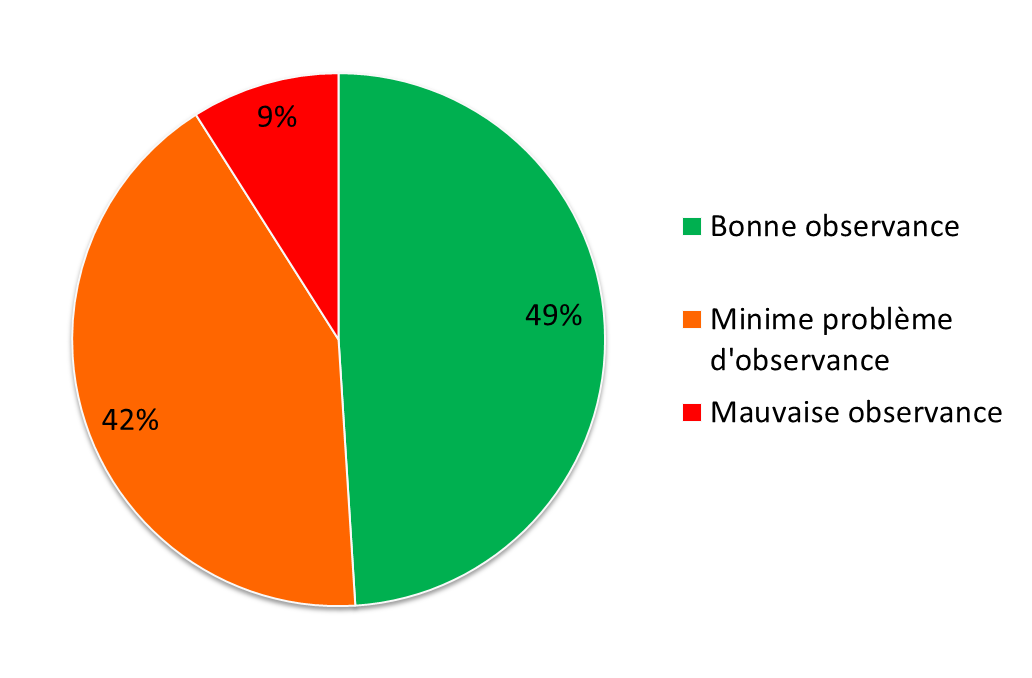 9%
49%
42%
Bonne observance
Minime problème
d'observance
Mauvaise observance